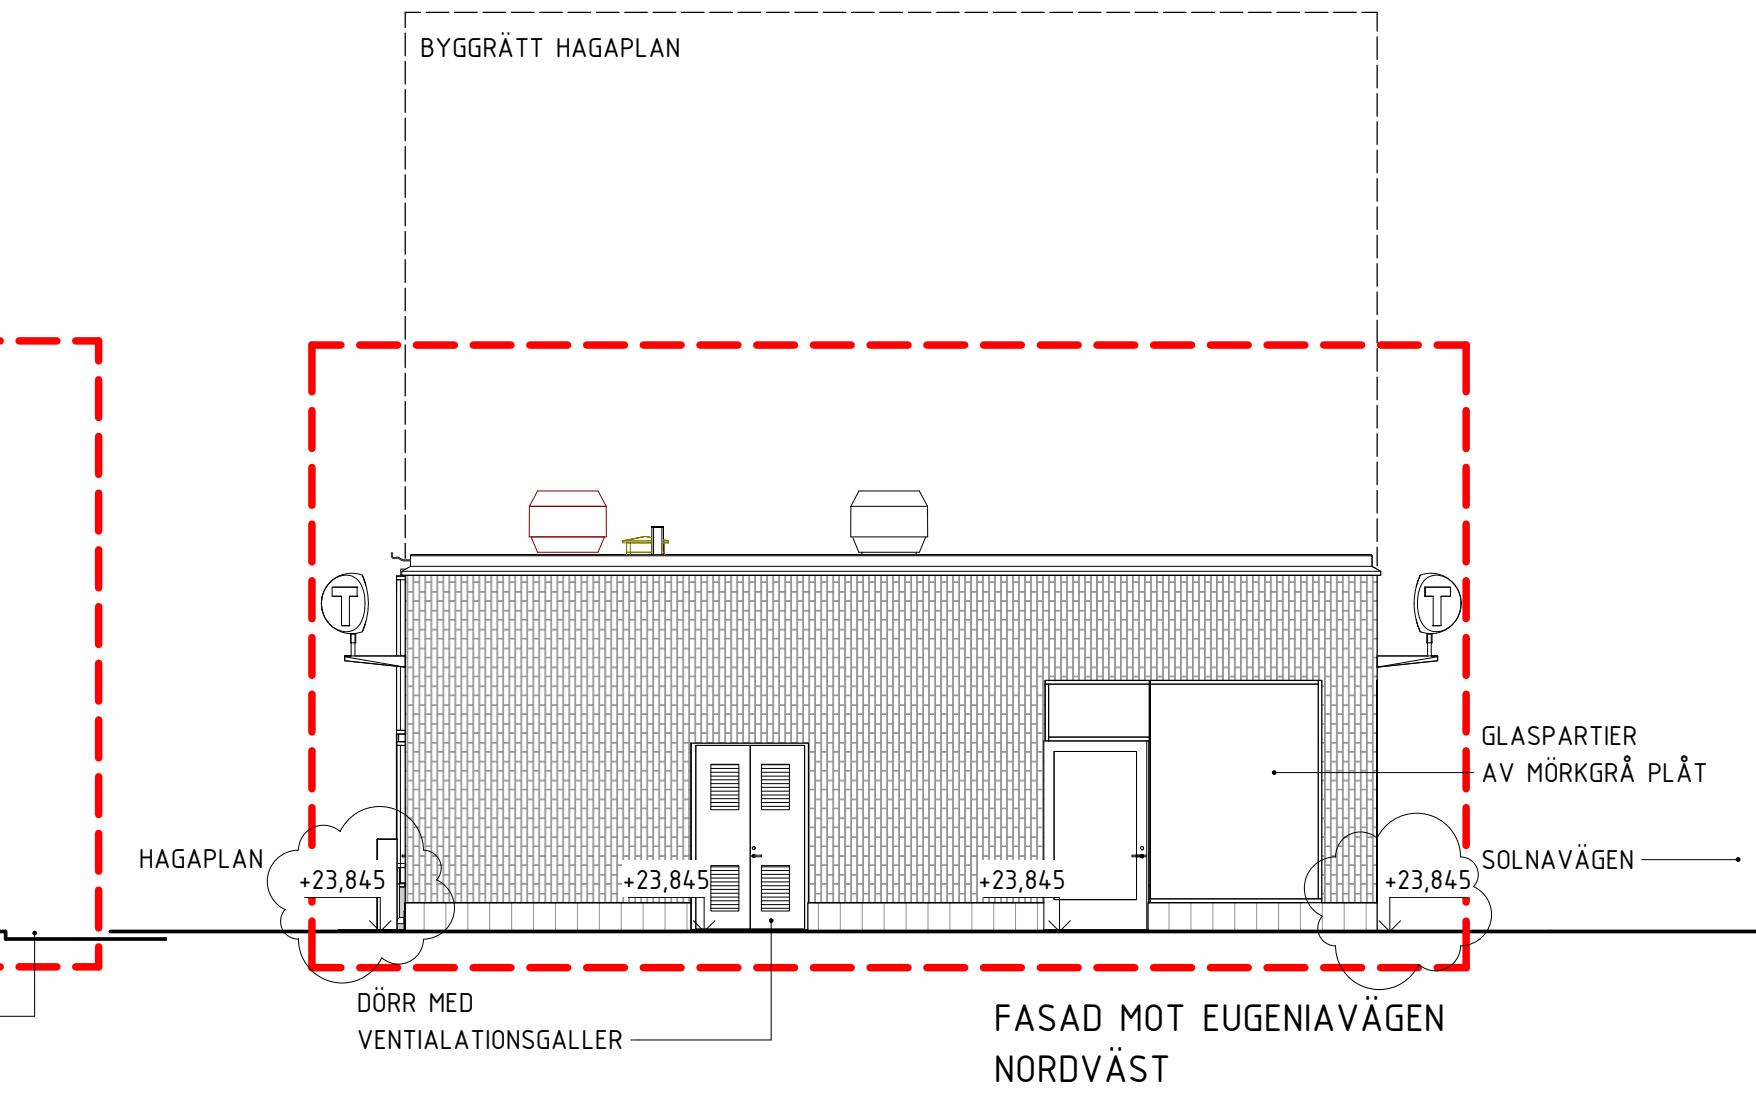 BYGGRÄTT HAGAPLAN
T
T
GLASPARTIER
AV MÖRKGRÅ PLÅT
HAGAPLAN
SOLNAVÄGEN
+23,845
+23,845
+23,845
+23,845
DÖRR MED
VENTIALATIONSGALLER
FASAD MOT EUGENIAVÄGEN
NORDVÄST